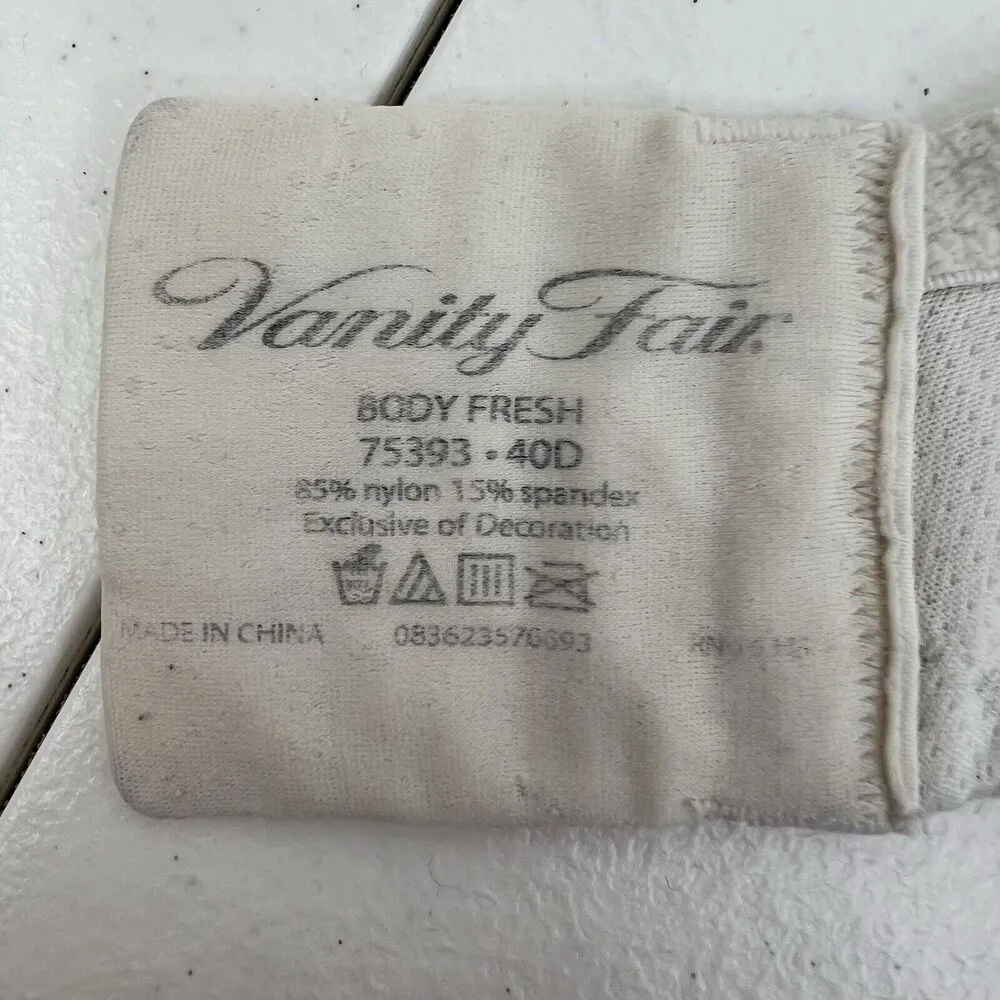 Vanity Fair.
BODY FRESH
75393 • 40D
85% nylon 15% spandex
Exclusive of Decoration
MADE IN CHINA 083623570693